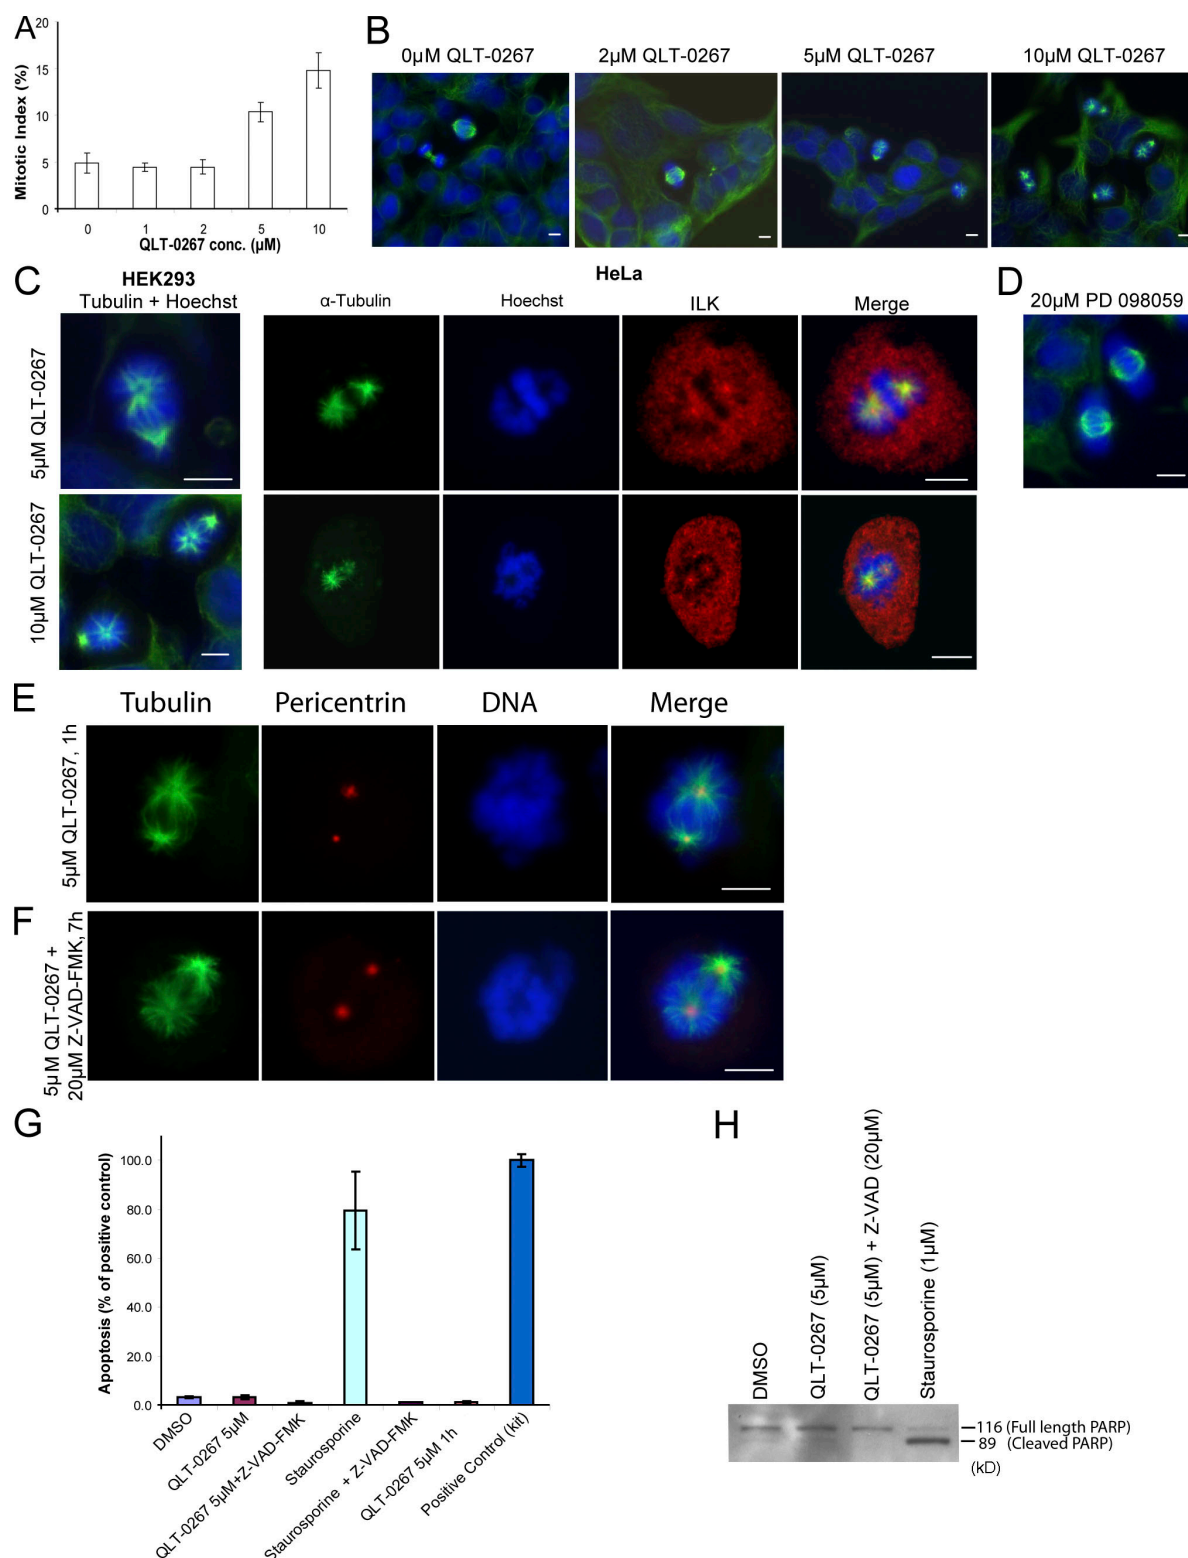 A
20
15
10
5
0
Mitotic Index (%)
0 1 2 5 10
QLT-0267 conc. (µM)
B
0µM QLT-0267 2µM QLT-0267 5µM QLT-0267 10µM QLT-0267
C
HEK293
Tubulin + Hoechst
HeLa
α-Tubulin Hoechst ILK Merge
5µM QLT-0267
10µM QLT-0267
D
20µM PD 098059
E
Tubulin Pericentrin DNA Merge
5µM QLT-0267, 1h
F
5µM QLT-0267 +
20µM Z-VAD-FMK, 7h
G
Apoptosis (% of positive control)
100.0
80.0
60.0
40.0
20.0
0.0
DMSO
QLT-0267 5µM
QLT-0267 5µM+Z-VAD-FMK
Staurosporine
Staurosporine + Z-VAD-FMK
QLT-0267 5µM 1h
Positive Control (kit)
H
DMSO
QLT-0267 (5µM)
QLT-0267 (5µM) + Z-VAD (20µM)
Staurosporine (1µM)
116 (Full length PARP)
89 (Cleaved PARP)
(kD)